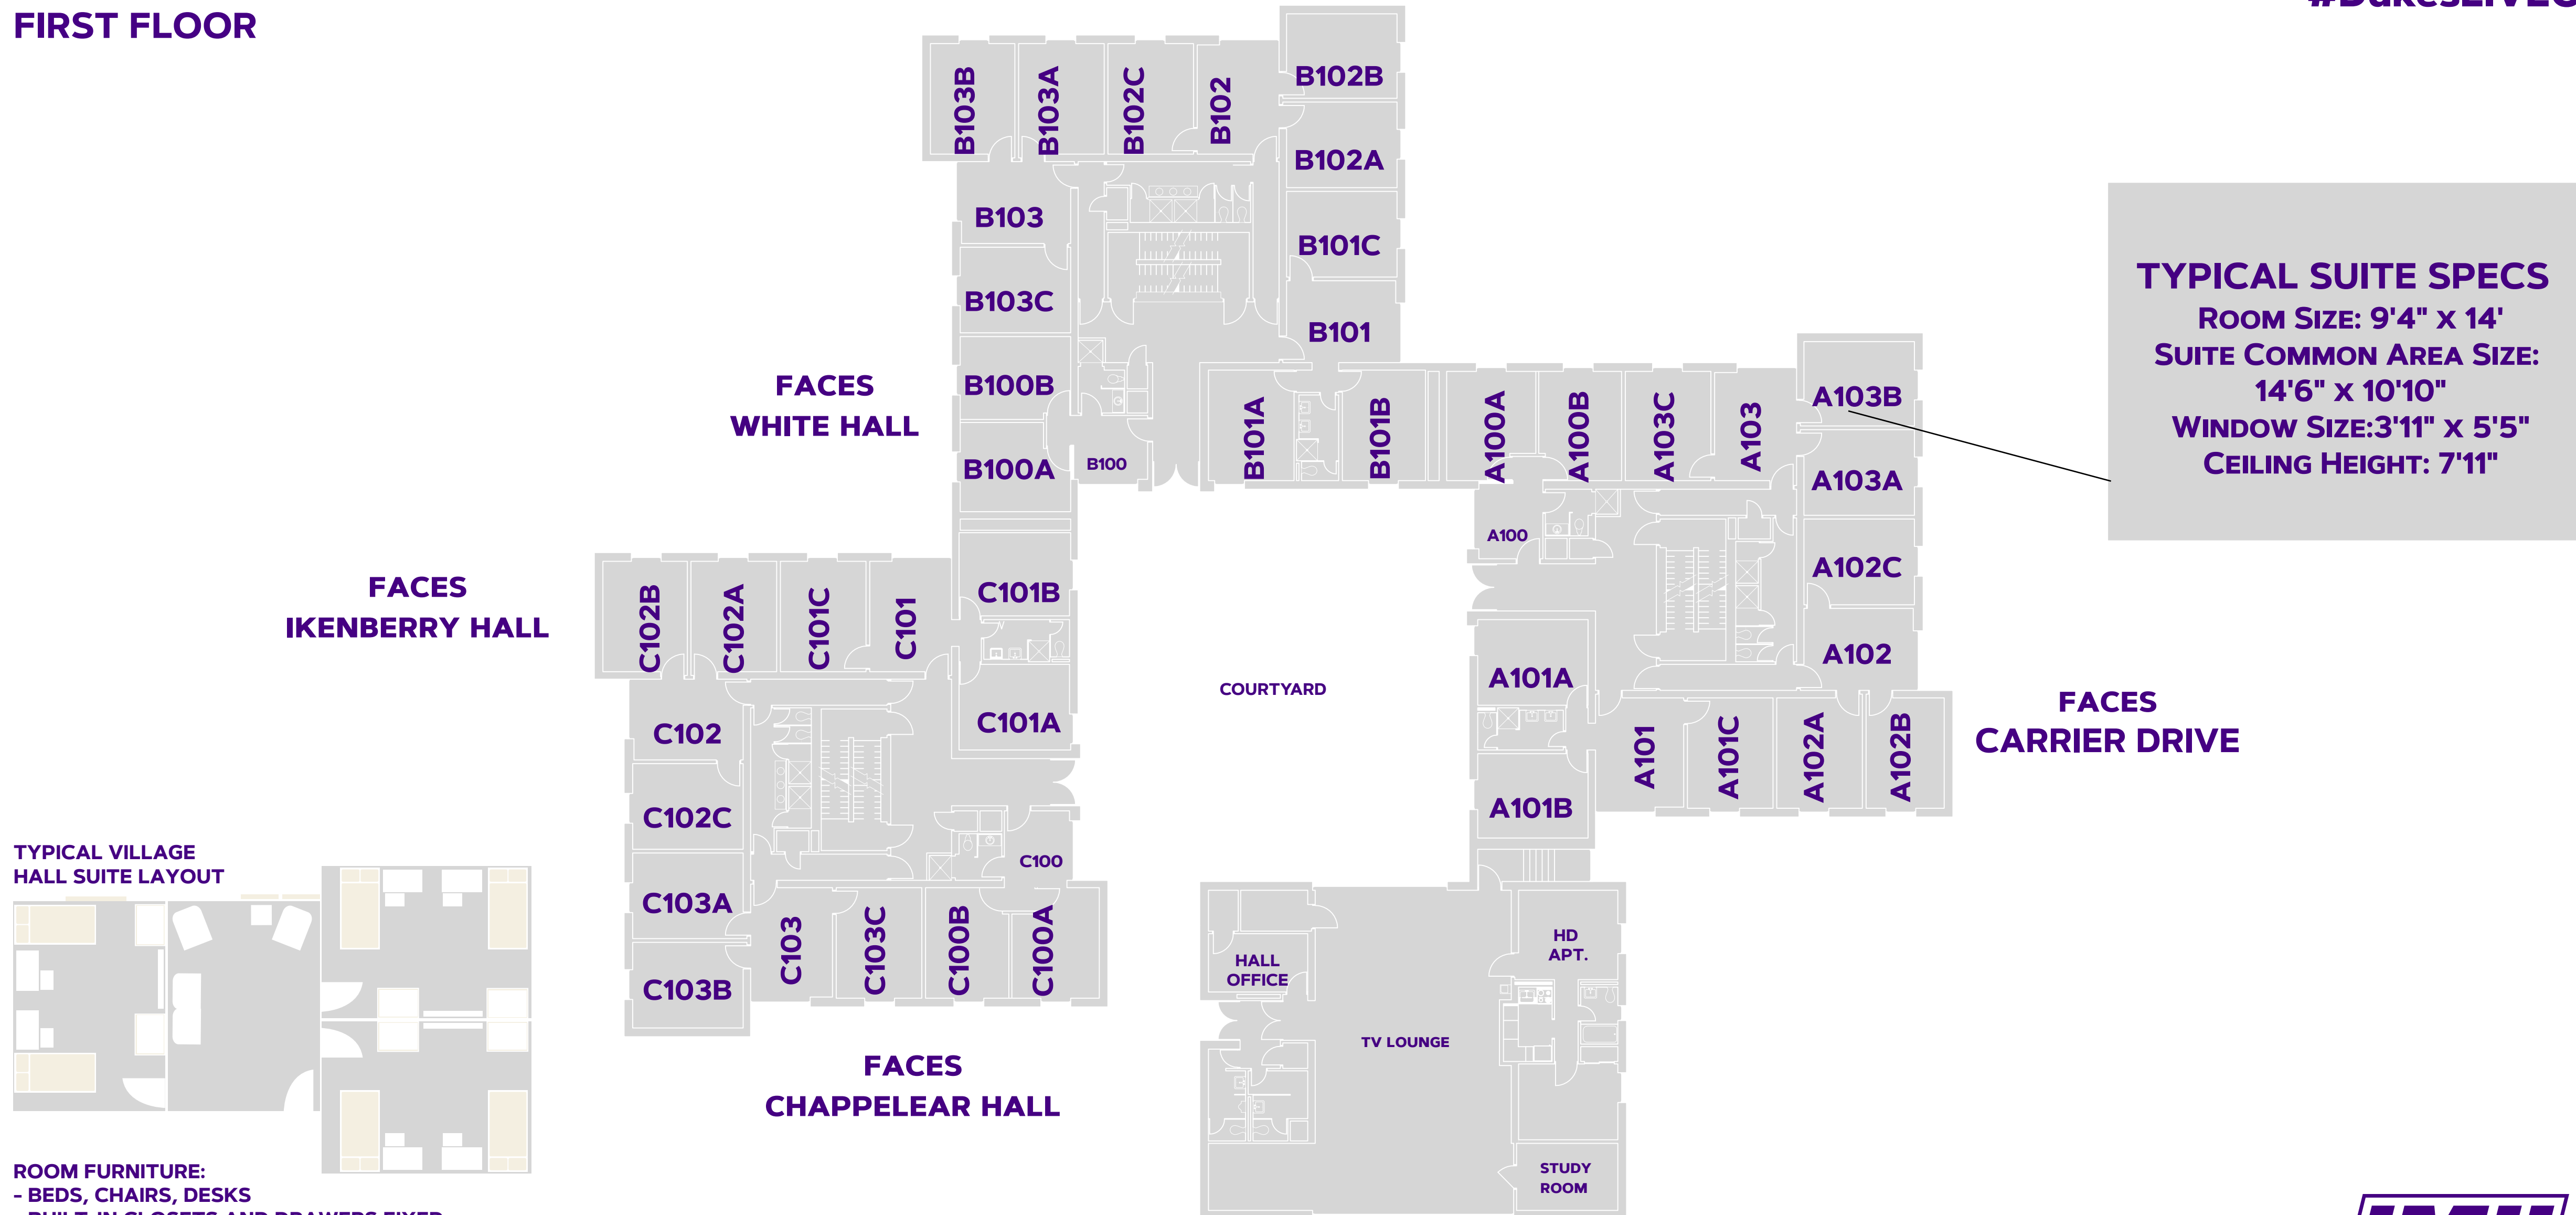 FIRST FLOOR
B103B
B103A
B102C
B102
B102B
B102A
B103
B101C
B103C
B101
B100B
B100A
B100
B101A
B101B
FACES
WHITE HALL
A100A
A100B
A103C
A103
A103B
A103A
A100
A102C
A102
A101A
A101B
A101
A101C
A102A
A102B
TYPICAL SUITE SPECS
ROOM SIZE: 9'4" X 14'
SUITE COMMON AREA SIZE:
14'6" X 10'10"
WINDOW SIZE:3'11" X 5'5"
CEILING HEIGHT: 7'11"
FACES
IKENBERRY HALL
C102B
C102A
C101C
C101
C101B
C101A
C102
C102C
C103A
C103B
C103
C103C
C100B
C100A
C100
COURTYARD
FACES
CARRIER DRIVE
FACES
CHAPPELEAR HALL
HALL
OFFICE
TV LOUNGE
HD
APT.
STUDY
ROOM
TYPICAL VILLAGE
HALL SUITE LAYOUT
ROOM FURNITURE:
- BEDS, CHAIRS, DESKS